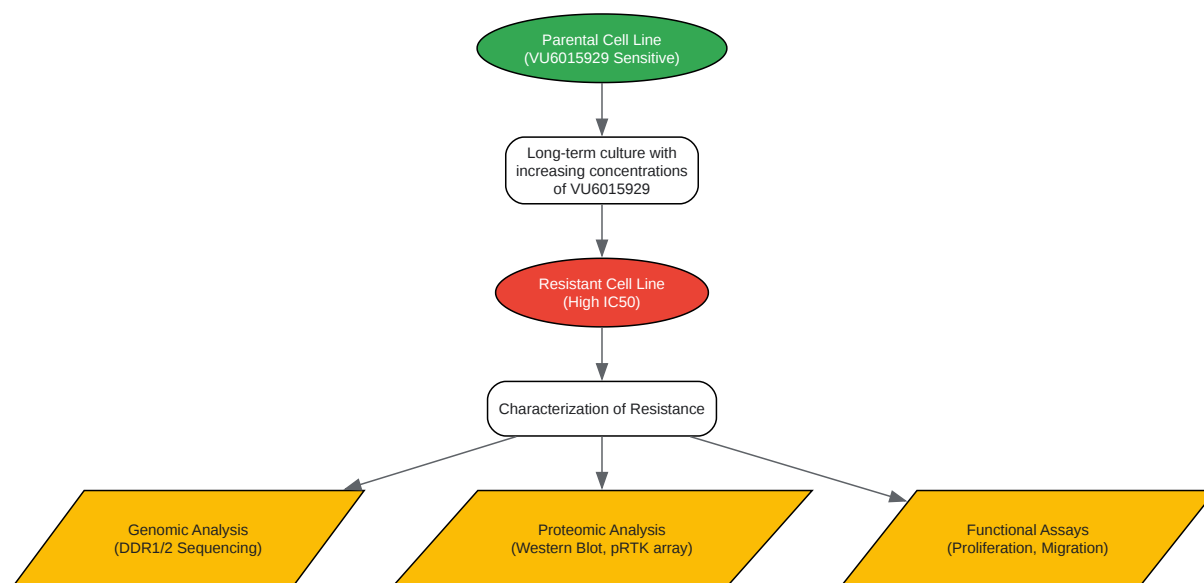 Parental Cell Line
(VU6015929 Sensitive)
Long-term culture with
increasing concentrations
of VU6015929
Resistant Cell Line
(High IC50)
Characterization of Resistance
Genomic Analysis
(DDR1/2 Sequencing)
Proteomic Analysis
(Western Blot, pRTK array)
Functional Assays
(Proliferation, Migration)